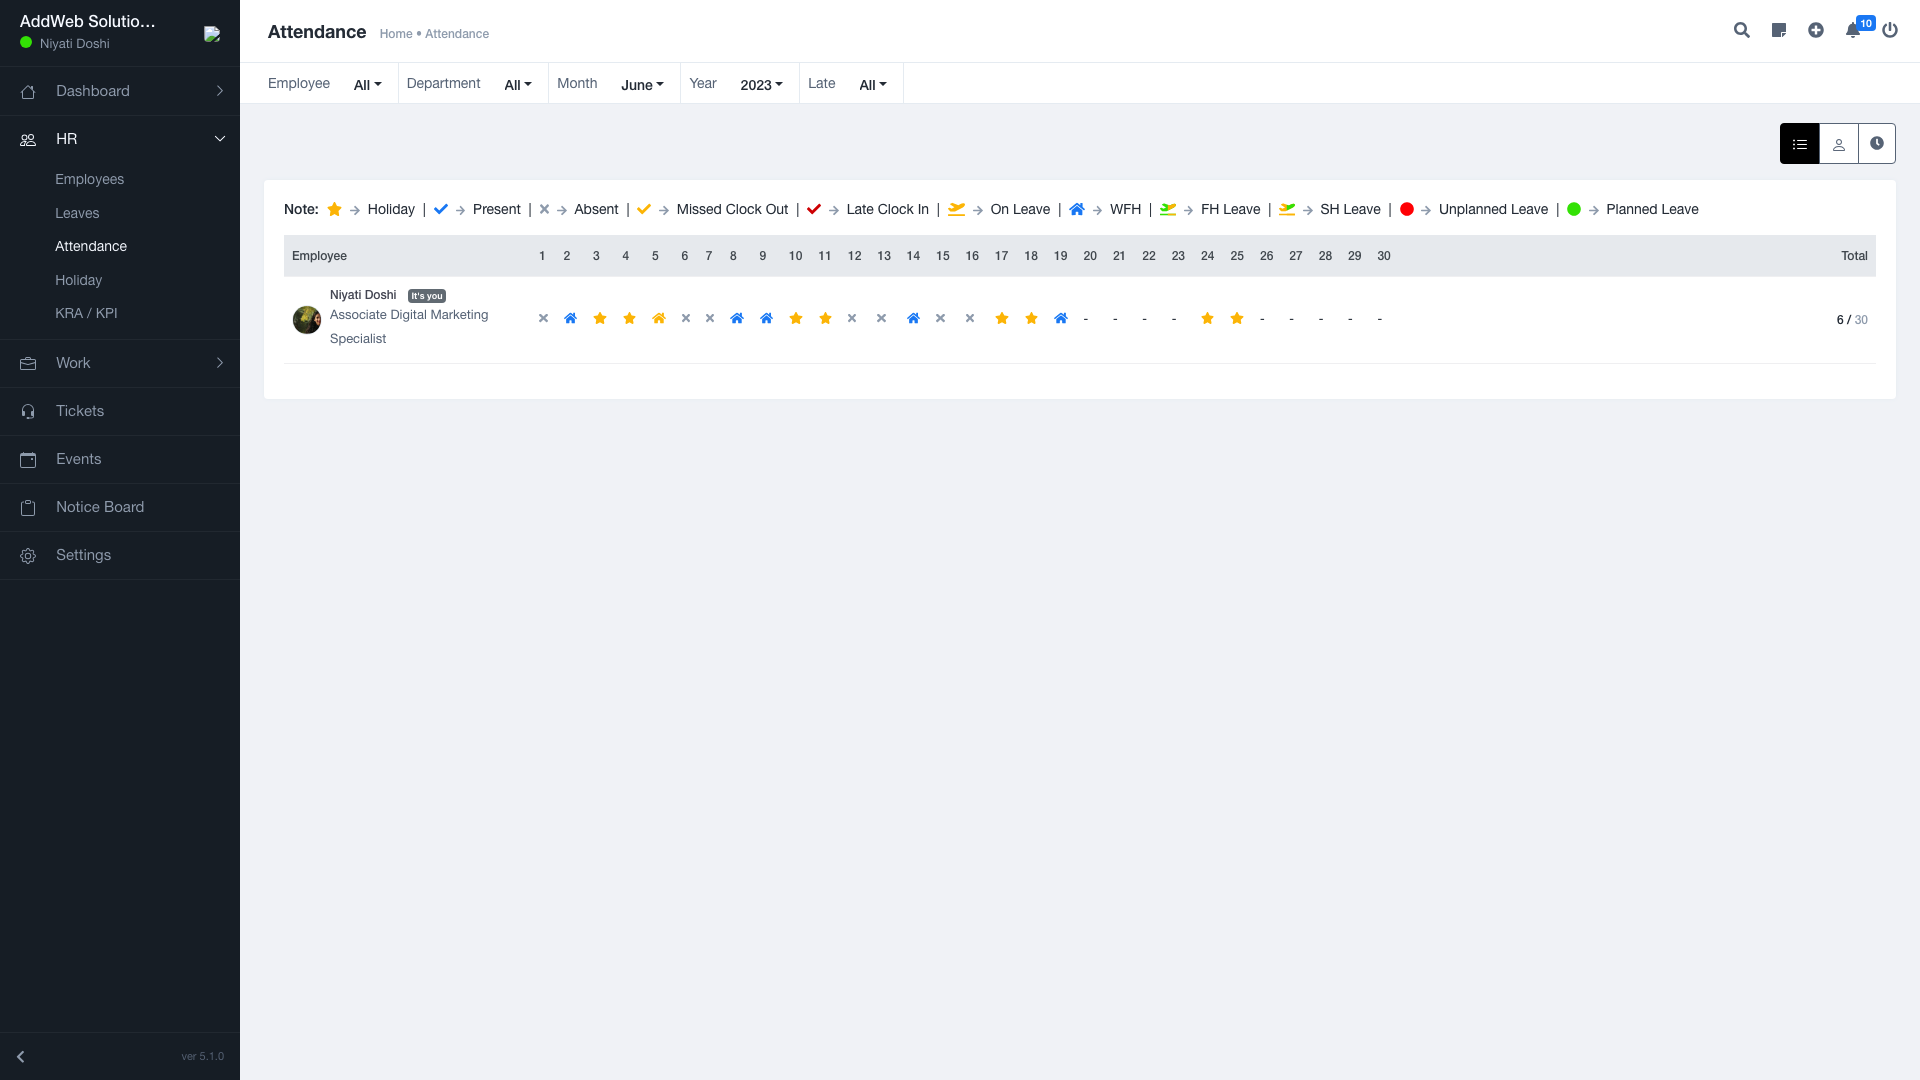 AddWeb Solutio...
Niyati Doshi
Dashboard
HR
Employees
Leaves
Attendance
Holiday
KRA / KPI
Work
Tickets
Events
Notice Board
Settings
ver 5.1.0
Attendance Home • Attendance
10
Employee All Department All Month June Year 2023 Late All
Note: Holiday | Present | Absent | Missed Clock Out | Late Clock In | On Leave | WFH | FH Leave | SH Leave | Unplanned Leave | Planned Leave
Employee 1 2 3 4 5 6 7 8 9 10 11 12 13 14 15 16 17 18 19 20 21 22 23 24 25 26 27 28 29 30 Total
Niyati Doshi It's you
Associate Digital Marketing
Specialist
- - - - - - - - - 6 / 30